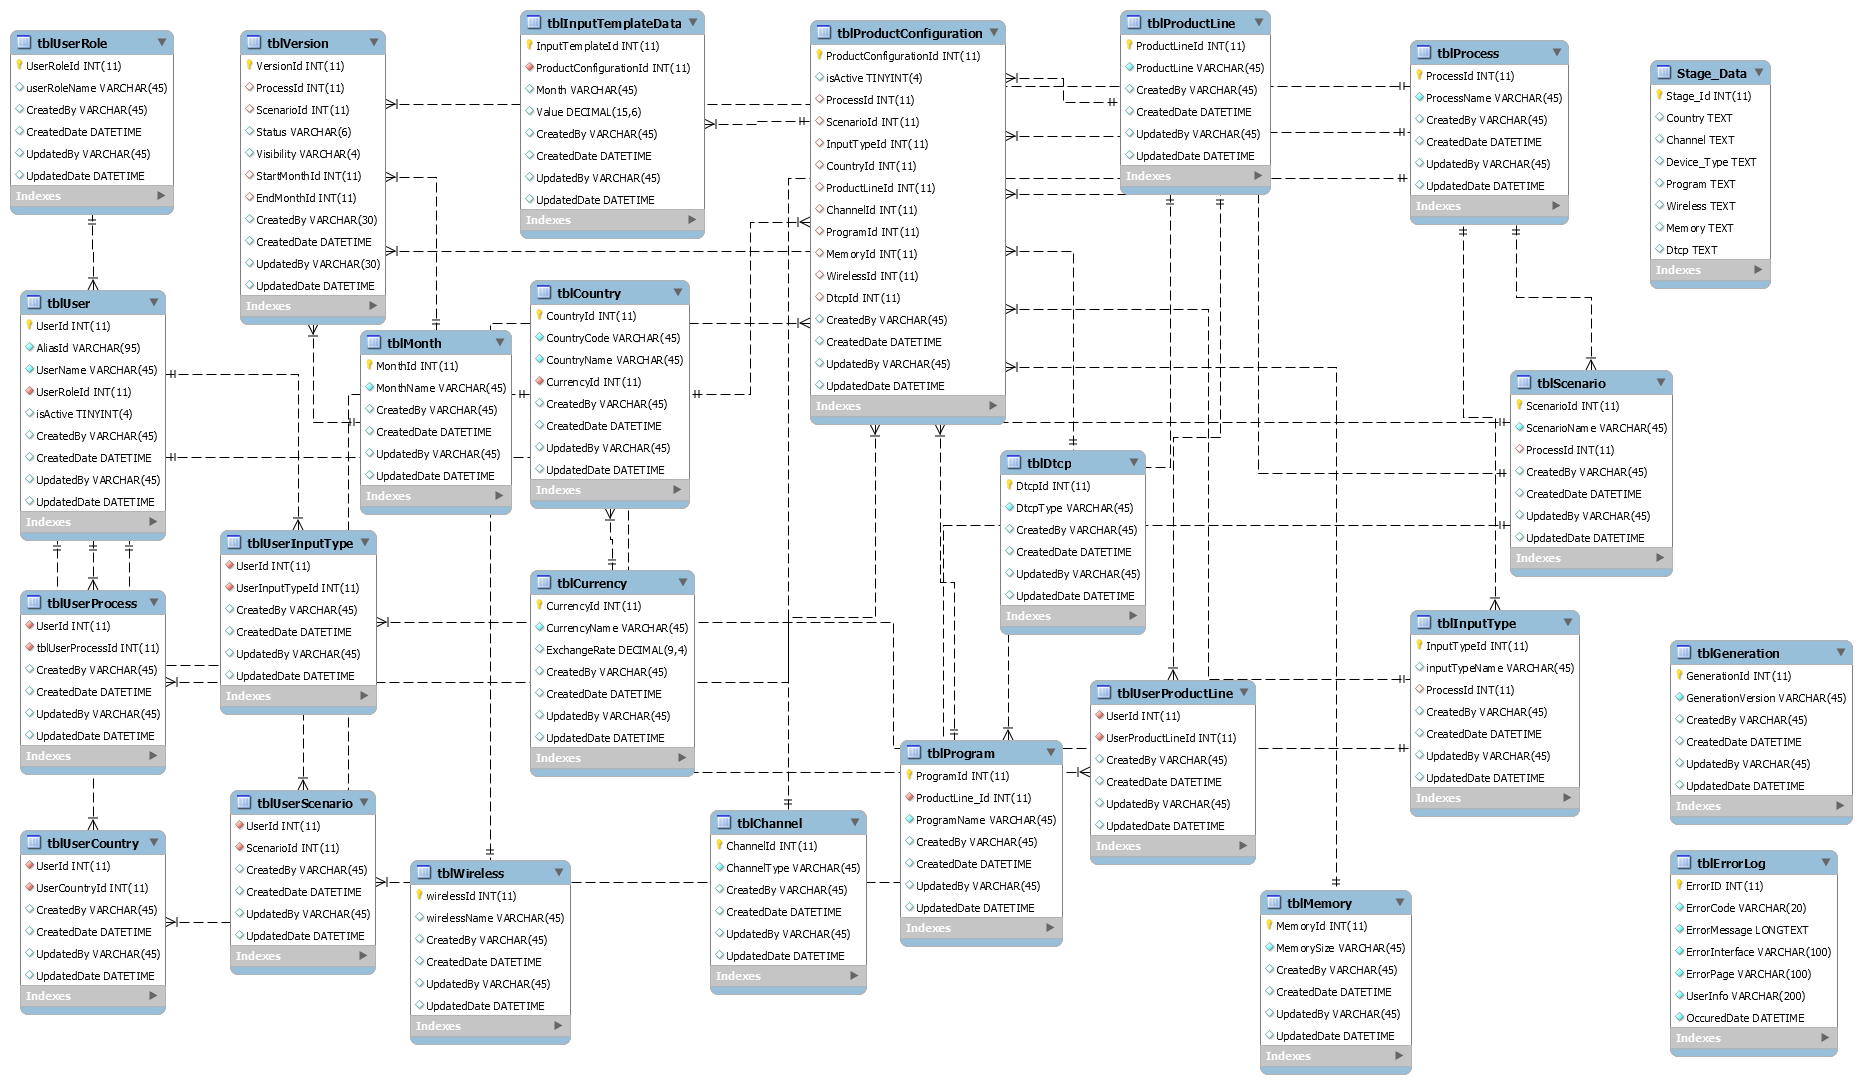 tblUserRole
UserRoleId INT(11)
userRoleName VARCHAR(45)
CreatedBy VARCHAR(45)
CreatedDate DATETIME
UpdatedBy VARCHAR(45)
UpdatedDate DATETIME
Indexes
tblVersion
VersionId INT(11)
ProcessId INT(11)
ScenarioId INT(11)
Status VARCHAR(6)
Visibility VARCHAR(4)
StartMonthId INT(11)
EndMonthId INT(11)
CreatedBy VARCHAR(30)
CreatedDate DATETIME
UpdatedBy VARCHAR(30)
UpdatedDate DATETIME
Indexes
tblInputTemplateData
InputTemplateId INT(11)
ProductConfigurationId INT(11)
Month VARCHAR(45)
Value DECIMAL(15,6)
CreatedBy VARCHAR(45)
CreatedDate DATETIME
UpdatedBy VARCHAR(45)
UpdatedDate DATETIME
Indexes
tblProductConfiguration
ProductConfigurationId INT(11)
isActive TINYINT(4)
ProcessId INT(11)
ScenarioId INT(11)
InputTypeId INT(11)
CountryId INT(11)
ProductLineId INT(11)
ChannelId INT(11)
ProgramId INT(11)
MemoryId INT(11)
WirelessId INT(11)
DtcpId INT(11)
CreatedBy VARCHAR(45)
CreatedDate DATETIME
UpdatedBy VARCHAR(45)
UpdatedDate DATETIME
Indexes
tblProductLine
ProductLineId INT(11)
ProductLine VARCHAR(45)
CreatedBy VARCHAR(45)
CreatedDate DATETIME
UpdatedBy VARCHAR(45)
UpdatedDate DATETIME
Indexes
tblProcess
ProcessId INT(11)
ProcessName VARCHAR(45)
CreatedBy VARCHAR(45)
CreatedDate DATETIME
UpdatedBy VARCHAR(45)
UpdatedDate DATETIME
Indexes
Stage_Data
Stage_Id INT(11)
Country TEXT
Channel TEXT
Device_Type TEXT
Program TEXT
Wireless TEXT
Memory TEXT
Dtcp TEXT
Indexes
tblUser
UserId INT(11)
AliasId VARCHAR(95)
UserName VARCHAR(45)
UserRoleId INT(11)
isActive TINYINT(4)
CreatedBy VARCHAR(45)
CreatedDate DATETIME
UpdatedBy VARCHAR(45)
UpdatedDate DATETIME
Indexes
tblMonth
MonthId INT(11)
MonthName VARCHAR(45)
CreatedBy VARCHAR(45)
CreatedDate DATETIME
UpdatedBy VARCHAR(45)
UpdatedDate DATETIME
Indexes
tblCountry
CountryId INT(11)
CountryCode VARCHAR(45)
CountryName VARCHAR(45)
CurrencyId INT(11)
CreatedBy VARCHAR(45)
CreatedDate DATETIME
UpdatedBy VARCHAR(45)
UpdatedDate DATETIME
Indexes
tblDtcp
DtcpId INT(11)
DtcpType VARCHAR(45)
CreatedBy VARCHAR(45)
CreatedDate DATETIME
UpdatedBy VARCHAR(45)
UpdatedDate DATETIME
Indexes
tblScenario
ScenarioId INT(11)
ScenarioName VARCHAR(45)
ProcessId INT(11)
CreatedBy VARCHAR(45)
CreatedDate DATETIME
UpdatedBy VARCHAR(45)
UpdatedDate DATETIME
Indexes
tblUserProcess
UserId INT(11)
tblUserProcessId INT(11)
CreatedBy VARCHAR(45)
CreatedDate DATETIME
UpdatedBy VARCHAR(45)
UpdatedDate DATETIME
Indexes
tblUserInputType
UserId INT(11)
UserInputTypeId INT(11)
CreatedBy VARCHAR(45)
CreatedDate DATETIME
UpdatedBy VARCHAR(45)
UpdatedDate DATETIME
Indexes
tblCurrency
CurrencyId INT(11)
CurrencyName VARCHAR(45)
ExchangeRate DECIMAL(9,4)
CreatedBy VARCHAR(45)
CreatedDate DATETIME
UpdatedBy VARCHAR(45)
UpdatedDate DATETIME
Indexes
tblInputType
InputTypeId INT(11)
inputTypeName VARCHAR(45)
ProcessId INT(11)
CreatedBy VARCHAR(45)
CreatedDate DATETIME
UpdatedBy VARCHAR(45)
UpdatedDate DATETIME
Indexes
tblGeneration
GenerationId INT(11)
GenerationVersion VARCHAR(45)
CreatedBy VARCHAR(45)
CreatedDate DATETIME
UpdatedBy VARCHAR(45)
UpdatedDate DATETIME
Indexes
tblUserProductLine
UserId INT(11)
UserProductLineId INT(11)
CreatedBy VARCHAR(45)
CreatedDate DATETIME
UpdatedBy VARCHAR(45)
UpdatedDate DATETIME
Indexes
tblProgram
ProgramId INT(11)
ProductLine_Id INT(11)
ProgramName VARCHAR(45)
CreatedBy VARCHAR(45)
CreatedDate DATETIME
UpdatedBy VARCHAR(45)
UpdatedDate DATETIME
Indexes
tblUserCountry
UserId INT(11)
UserCountryId INT(11)
CreatedBy VARCHAR(45)
CreatedDate DATETIME
UpdatedBy VARCHAR(45)
UpdatedDate DATETIME
Indexes
tblUserScenario
UserId INT(11)
ScenarioId INT(11)
CreatedBy VARCHAR(45)
CreatedDate DATETIME
UpdatedBy VARCHAR(45)
UpdatedDate DATETIME
Indexes
tblWireless
wirelessId INT(11)
wirelessName VARCHAR(45)
CreatedBy VARCHAR(45)
CreatedDate DATETIME
UpdatedBy VARCHAR(45)
UpdatedDate DATETIME
Indexes
tblChannel
ChannelId INT(11)
ChannelType VARCHAR(45)
CreatedBy VARCHAR(45)
CreatedDate DATETIME
UpdatedBy VARCHAR(45)
UpdatedDate DATETIME
Indexes
tblMemory
MemoryId INT(11)
MemorySize VARCHAR(45)
CreatedBy VARCHAR(45)
CreatedDate DATETIME
UpdatedBy VARCHAR(45)
UpdatedDate DATETIME
Indexes
tblErrorLog
ErrorID INT(11)
ErrorCode VARCHAR(20)
ErrorMessage LONGTEXT
ErrorInterface VARCHAR(100)
ErrorPage VARCHAR(100)
UserInfo VARCHAR(200)
OccuredDate DATETIME
Indexes